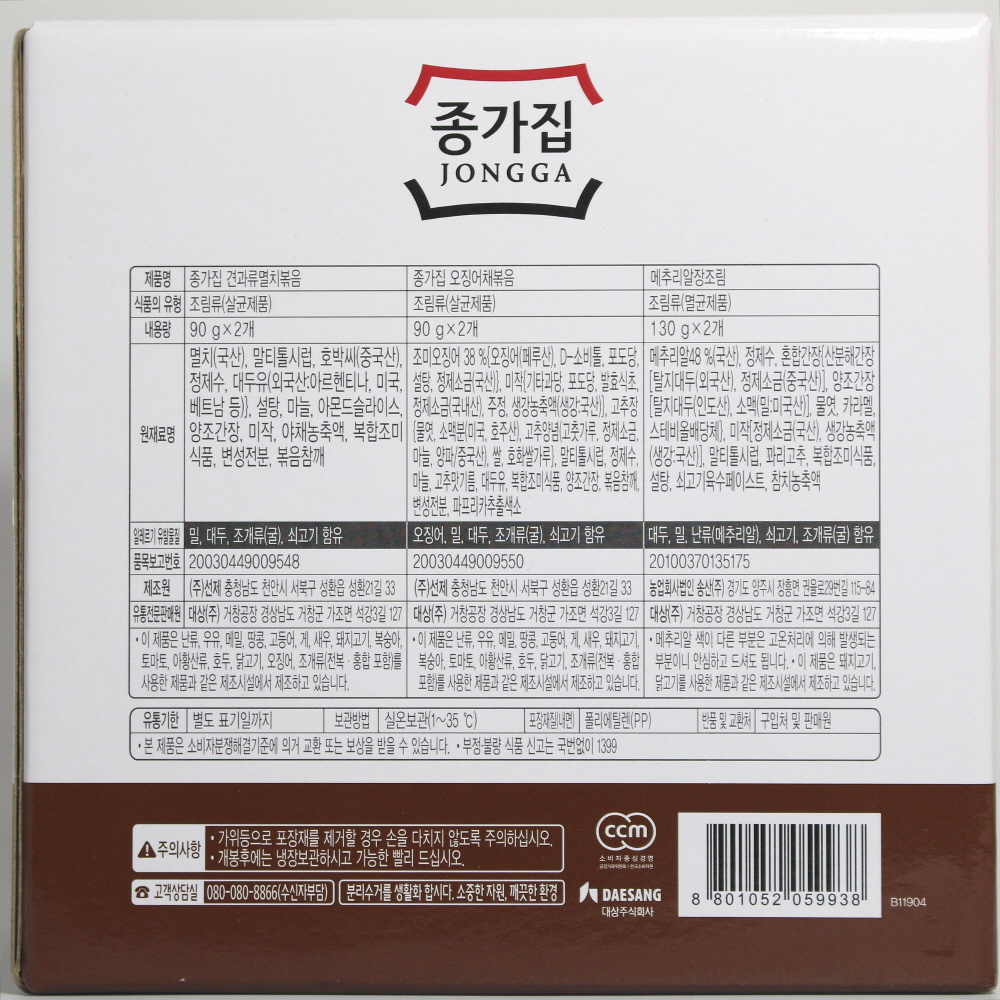 종가집
JONGGA
제품명 종가집 견과류멸치볶음 종가집 오징어채볶음 메추리알장조림
식품의 유형 조림류(살균제품) 조림류(살균제품) 조림류(멸균제품)
내용량 90 g×2개 90 g×2개 130 g×2개
원재료명
멸치(국산), 말티톨시럽, 호박씨(중국산),
정제수, 대두유(외국산:아르헨티나, 미국,
베트남 등)}, 설탕, 마늘, 아몬드슬라이스,
양조간장, 미작, 야채농축액, 복합조미
식품, 변성전분, 볶음참깨
조미오징어 38 %{오징어(페루산), D-소비톨, 포도당,
설탕, 정제소금(국산)}, 미작{기타과당, 포도당, 발효식초,
정제소금(국내산), 주정, 생강농축액(생강:국산)}, 고추장
{물엿, 소맥분(미국, 호주산), 고추양념{고춧가루, 정제소금,
마늘, 양파(중국산), 쌀, 호화쌀가루}, 말티톨시럽, 정제수,
마늘, 고추맛기름, 대두유, 복합조미식품, 양조간장, 볶음참깨,
변성전분, 파프리카추출색소
메추리알48 %(국산), 정제수, 혼합간장[산분해간장
[탈지대두(외국산), 정제소금(중국산)], 양조간장
[탈지대두(인도산), 소맥(밀:미국산)], 물엿, 카라멜,
스테비올배당체], 미작[정제소금(국산), 생강농축액
(생강:국산)], 말티톨시럽, 꽈리고추, 복합조미식품,
설탕, 쇠고기육수페이스트, 참치농축액
알레르기 유발물질 밀, 대두, 조개류(굴), 쇠고기 함유 오징어, 밀, 대두, 조개류(굴), 쇠고기 함유 대두, 밀, 난류(메추리알), 쇠고기, 조개류(굴) 함유
품목보고번호 20030449009548 20030449009550 20100370135175
제조원 (주)선제 충청남도 천안시 서북구 성환읍 성환21길 33 (주)선제 충청남도 천안시 서북구 성환읍 성환21길 33 농업회사법인 송산(주) 경기도 양주시 장흥면 권율로29번길 115-84
유통전문판매원 대상(주) 거창공장 경상남도 거창군 가조면 석강3길 127 대상(주) 거창공장 경상남도 거창군 가조면 석강3길 127 대상(주) 거창공장 경상남도 거창군 가조면 석강3길 127
• 이 제품은 난류, 우유, 메밀, 땅콩, 고등어, 게, 새우, 돼지고기, 복숭아,
토마토, 아황산류, 호두, 닭고기, 오징어, 조개류(전복 · 홍합 포함)를
사용한 제품과 같은 제조시설에서 제조하고 있습니다.
• 이 제품은 난류, 우유, 메밀, 땅콩, 고등어, 게, 새우, 돼지고기,
복숭아, 토마토, 아황산류, 호두, 닭고기, 조개류(전복 · 홍합
포함)를 사용한 제품과 같은 제조시설에서 제조하고 있습니다.
• 메추리알 색이 다른 부분은 고온처리에 의해 발생되는
부분이니 안심하고 드셔도 됩니다. • 이 제품은 돼지고기,
닭고기를 사용한 제품과 같은 제조시설에서 제조하고 있습니다.
유통기한 별도 표기일까지 보관방법 실온보관(1~35 ℃) 포장재질(내면) 폴리에틸렌(PP) 반품 및 교환처 구입처 및 판매원
• 본 제품은 소비자분쟁해결기준에 의거 교환 또는 보상을 받을 수 있습니다. • 부정·불량 식품 신고는 국번없이 1399
주의사항
• 가위등으로 포장재를 제거할 경우 손을 다치지 않도록 주의하십시오.
• 개봉후에는 냉장보관하시고 가능한 빨리 드십시오.
고객상담실 080-080-8866(수신자부담) 분리수거를 생활화 합시다. 소중한 자원, 깨끗한 환경
ccm
소비자중심경영
공정거래위원회 | 한국소비자원
DAESANG
대상주식회사
8 801052 059938
B11904